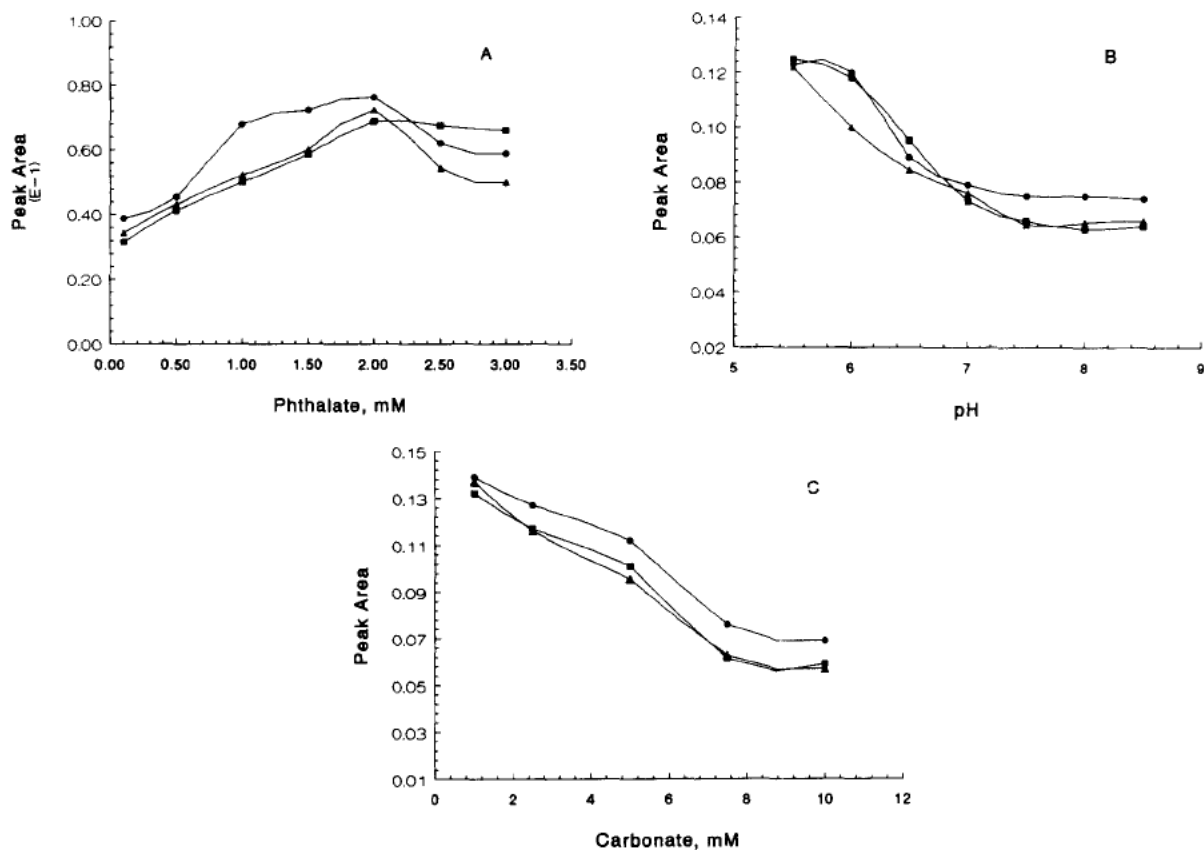 A
1.00
0.80
0.60
0.40
0.20
0.00
Peak Area
(E-1)
0.00 0.50 1.00 1.50 2.00 2.50 3.00 3.50
Phthalate, mM
B
0.14
0.12
0.10
0.08
0.06
0.04
0.02
Peak Area
5 6 7 8 9
pH
C
0.15
0.13
0.11
0.09
0.07
0.05
0.03
0.01
Peak Area
0 2 4 6 8 10 12
Carbonate, mM